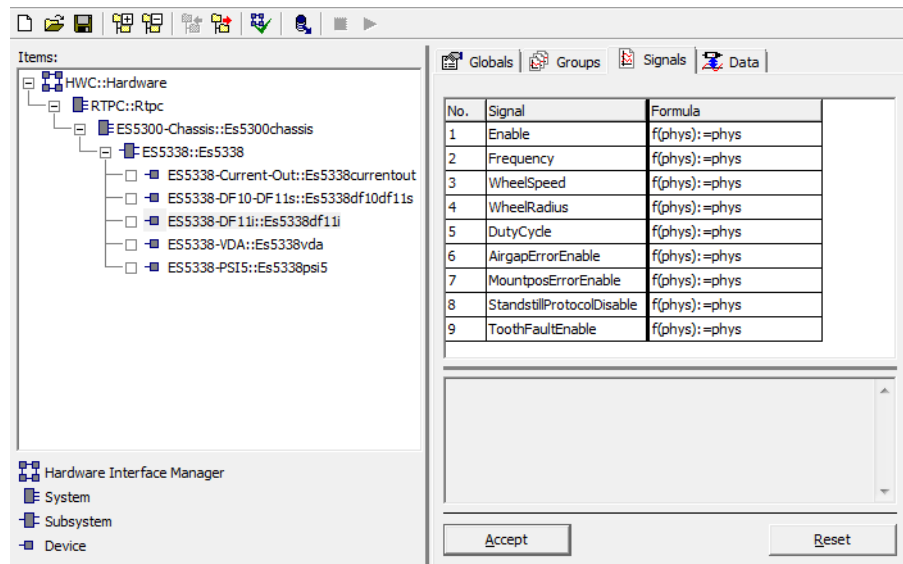 Items:
HWC::Hardware
RTPC::Rtpc
ES5300-Chassis::Es5300chassis
ES5338::Es5338
ES5338-Current-Out::Es5338currentout
ES5338-DF10-DF11s::Es5338df10df11s
ES5338-DF11i::Es5338df11i
ES5338-VDA::Es5338vda
ES5338-PSI5::Es5338psi5
Hardware Interface Manager
System
Subsystem
Device
Globals Groups Signals Data
No. Signal Formula
1 Enable f(phys):=phys
2 Frequency f(phys):=phys
3 WheelSpeed f(phys):=phys
4 WheelRadius f(phys):=phys
5 DutyCycle f(phys):=phys
6 AirgapErrorEnable f(phys):=phys
7 MountposErrorEnable f(phys):=phys
8 StandstillProtocolDisable f(phys):=phys
9 ToothFaultEnable f(phys):=phys
Accept Reset